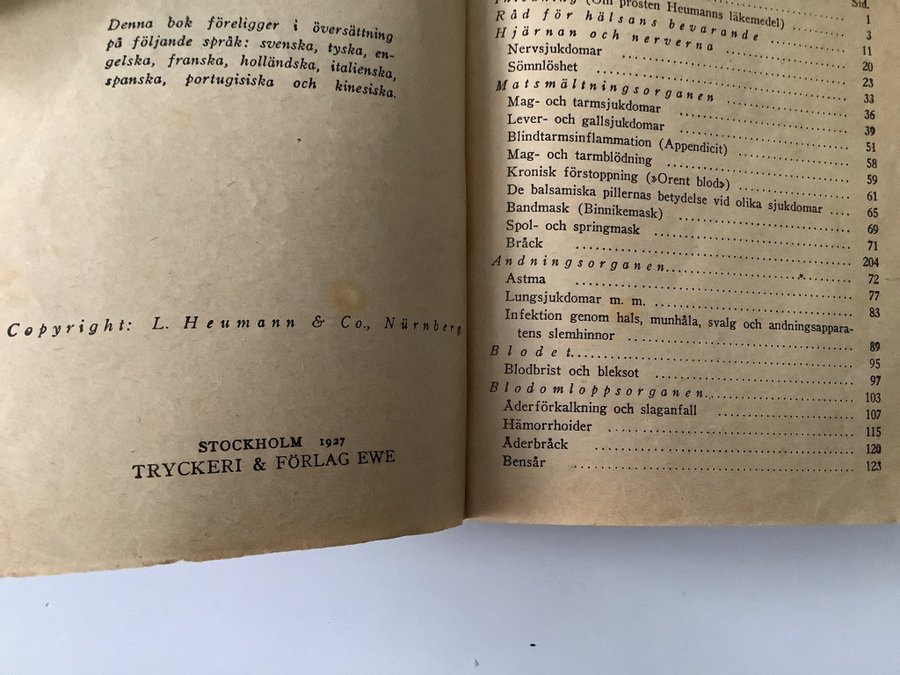 Denna bok föreligger i översättning
på följande språk: svenska, tyska, en-
gelska, franska, holländska, italienska,
spanska, portugisiska och kinesiska.
Copyright: L. Heumann & Co., Nürnberg
STOCKHOLM 1927
TRYCKERI & FÖRLAG EWE
Sid.
1
Inledning (Om prosten Heumanns läkemedel) 3
Råd för hälsans bevarande 11
Hjärnan och nerverna 20
Nervsjukdomar 23
Sömnlöshet 33
Matsmältningsorganen 36
Mag- och tarmsjukdomar 39
Lever- och gallsjukdomar 51
Blindtarmsinflammation (Appendicit) 58
Mag- och tarmblödning 59
Kronisk förstoppning (»Orent blod») 61
De balsamiska pillernas betydelse vid olika sjukdomar 65
Bandmask (Binnikemask) 69
Spol- och springmask 71
Bråck 204
Andningsorganen 72
Astma 77
Lungsjukdomar m. m. 83
Infektion genom hals, munhåla, svalg och andningsappara-
tens slemhinnor 89
Blodet 95
Blodbrist och bleksot 97
Blodomloppsorganen 103
Åderförkalkning och slaganfall 107
Hämorrhoider 115
Åderbråck 120
Bensår 123